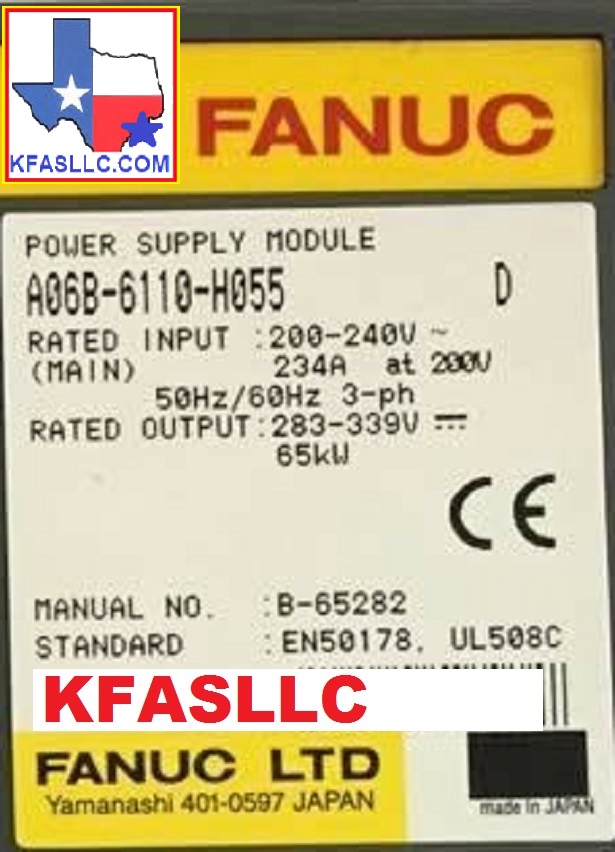 KFASLLC.COM
FANUC
POWER SUPPLY MODULE
A06B-6110-H055 D
RATED INPUT :200-240V ~
(MAIN) 234A at 200V
50Hz/60Hz 3-ph
RATED OUTPUT:283-339V ⎓
65kW
CE
MANUAL NO. :B-65282
STANDARD :EN50178, UL508C
KFASLLC
FANUC LTD
Yamanashi 401-0597 JAPAN
made in JAPAN